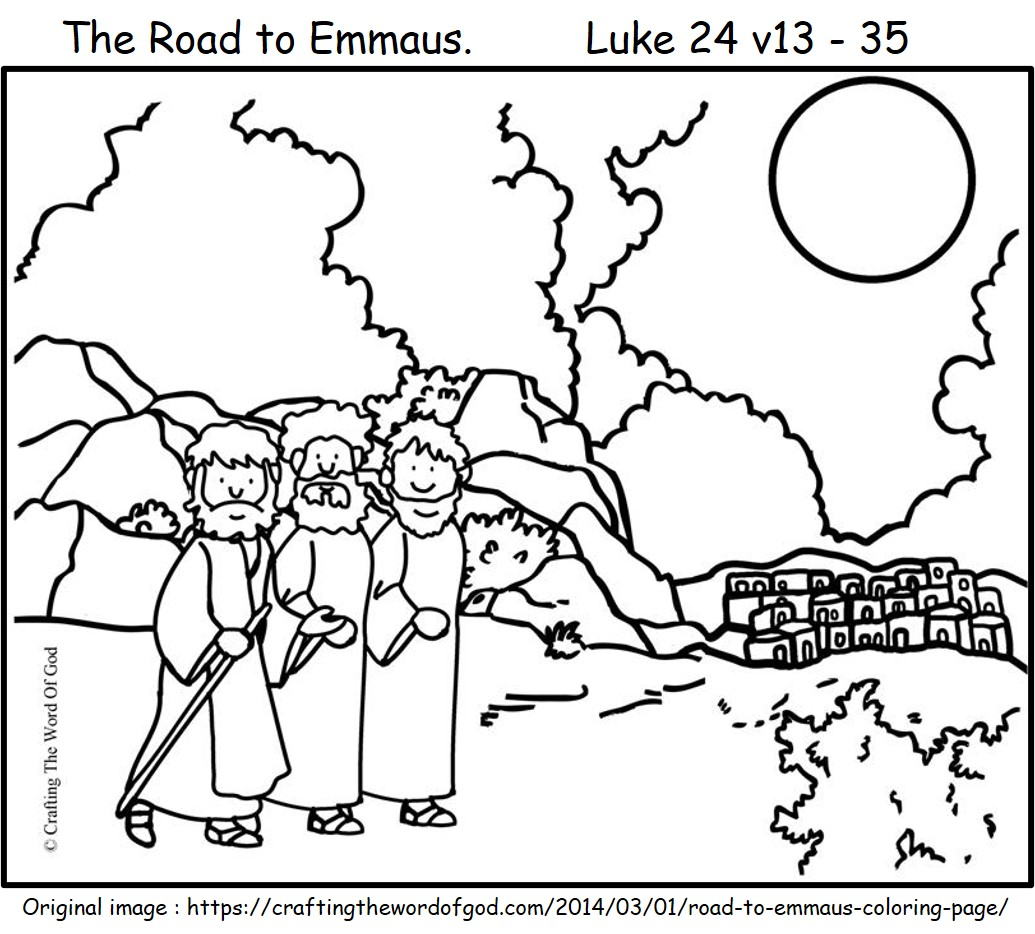 The Road to Emmaus. Luke 24 v13 - 35
© Crafting The Word Of God
Original image : https://craftingthewordofgod.com/2014/03/01/road-to-emmaus-coloring-page/